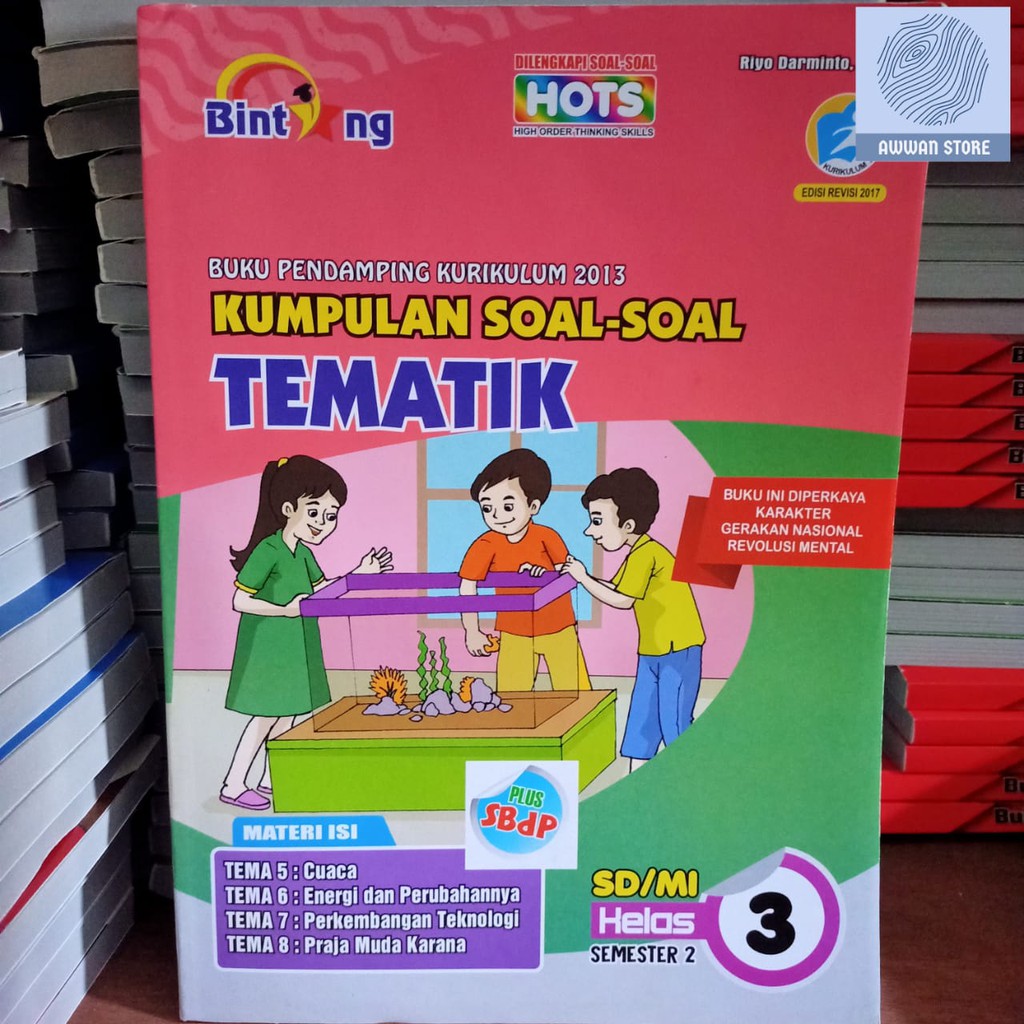 Bintang
DILENGKAPI SOAL-SOAL
HOTS
HIGH ORDER THINKING SKILLS
Riyo Darminto,
AWWAN STORE
KURIKULUM
EDISI REVISI 2017
BUKU PENDAMPING KURIKULUM 2013
KUMPULAN SOAL-SOAL
TEMATIK
BUKU INI DIPERKAYA
KARAKTER
GERAKAN NASIONAL
REVOLUSI MENTAL
PLUS
SBdP
MATERI ISI
TEMA 5 : Cuaca
TEMA 6 : Energi dan Perubahannya
TEMA 7 : Perkembangan Teknologi
TEMA 8 : Praja Muda Karana
SD/MI
Kelas
3
SEMESTER 2